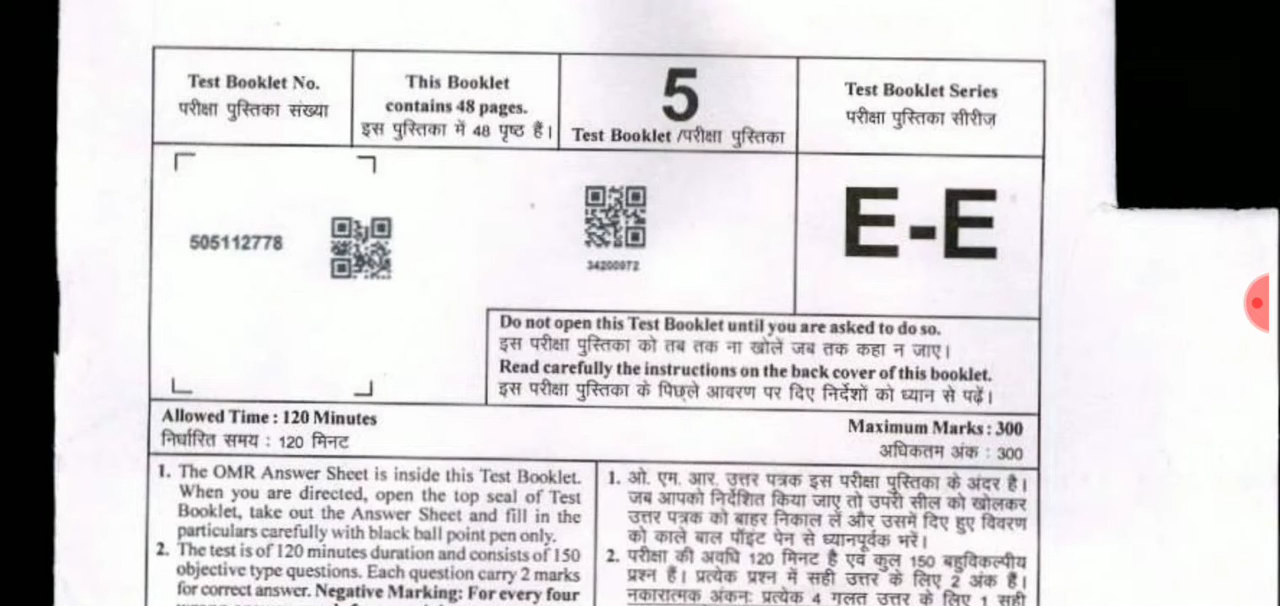 Test Booklet No.
परीक्षा पुस्तिका संख्या
This Booklet
contains 48 pages.
इस पुस्तिका में 48 पृष्ठ हैं।
5
Test Booklet /परीक्षा पुस्तिका
Test Booklet Series
परीक्षा पुस्तिका सीरीज़
505112778
34200972
E-E
Do not open this Test Booklet until you are asked to do so.
इस परीक्षा पुस्तिका को तब तक ना खोलें जब तक कहा न जाए।
Read carefully the instructions on the back cover of this booklet.
इस परीक्षा पुस्तिका के पिछ्ले आवरण पर दिए निर्देशों को ध्यान से पढ़ें।
Allowed Time : 120 Minutes
निर्धारित समय : 120 मिनट
Maximum Marks : 300
अधिकतम अंक : 300
1. The OMR Answer Sheet is inside this Test Booklet.
When you are directed, open the top seal of Test
Booklet, take out the Answer Sheet and fill in the
particulars carefully with black ball point pen only.
2. The test is of 120 minutes duration and consists of 150
objective type questions. Each question carry 2 marks
for correct answer. Negative Marking: For every four
1. ओ. एम. आर. उत्तर पत्रक इस परीक्षा पुस्तिका के अंदर है।
जब आपको निर्देशित किया जाए तो उपरी सील को खोलकर
उत्तर पत्रक को बाहर निकाल लें और उसमें दिए हुए विवरण
को काले बाल पॉइंट पेन से ध्यानपूर्वक भरें।
2. परीक्षा की अवधि 120 मिनट है एवं कुल 150 बहुविकल्पीय
प्रश्न हैं। प्रत्येक प्रश्न में सही उत्तर के लिए 2 अंक हैं।
नकारात्मक अंकन: प्रत्येक 4 गलत उत्तर के लिए 1 सही